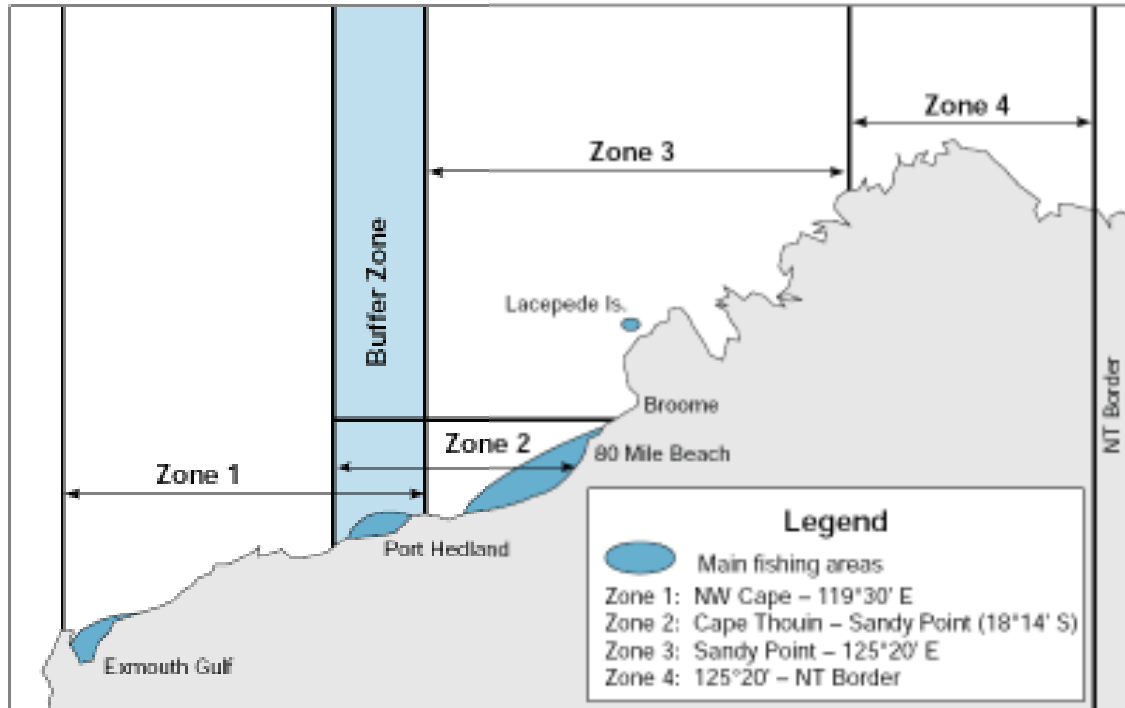 Zone 4
Zone 3
Buffer Zone
Lacepede Is.
Broome
NT Border
Zone 2
80 Mile Beach
Zone 1
Port Hedland
Exmouth Gulf
Legend
Main fishing areas
Zone 1: NW Cape – 119°30' E
Zone 2: Cape Thouin – Sandy Point (18°14' S)
Zone 3: Sandy Point – 125°20' E
Zone 4: 125°20' – NT Border